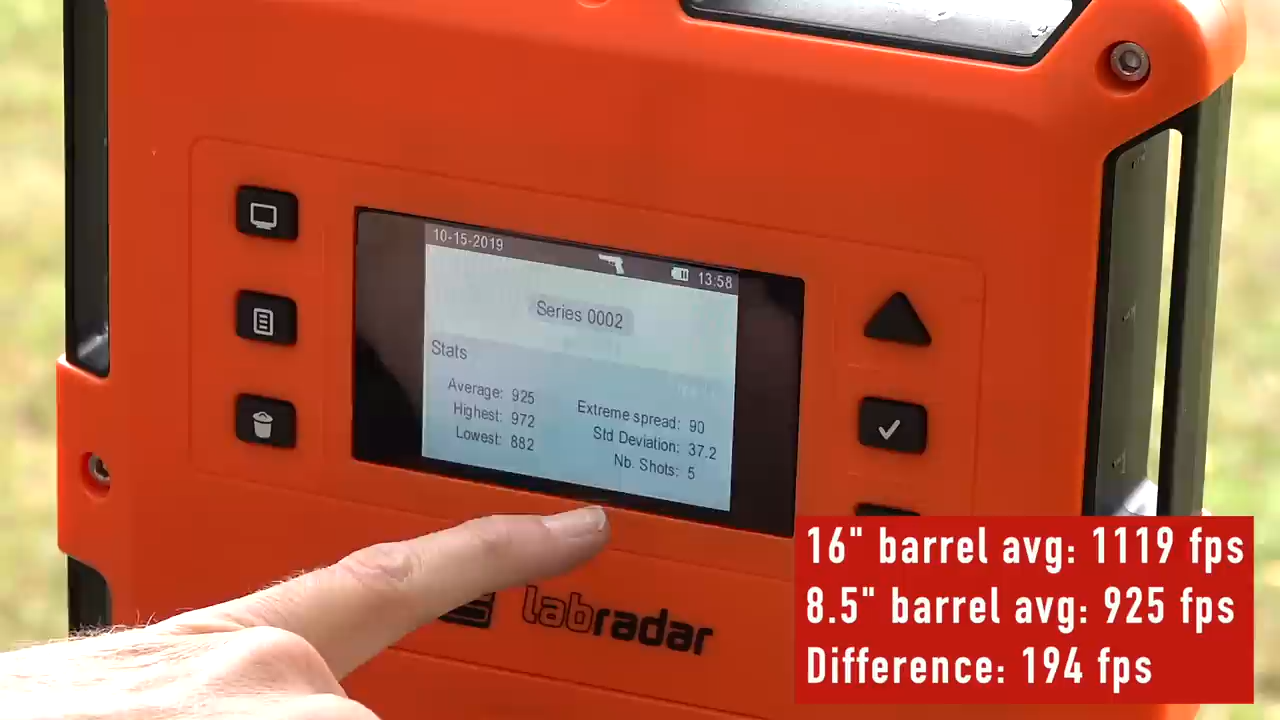 10-15-2019
13:58
Series 0002
Stats
Average: 925
Highest: 972
Lowest: 882
Extreme spread: 90
Std Deviation: 37.2
Nb. Shots: 5
labradar
16" barrel avg: 1119 fps
8.5" barrel avg: 925 fps
Difference: 194 fps